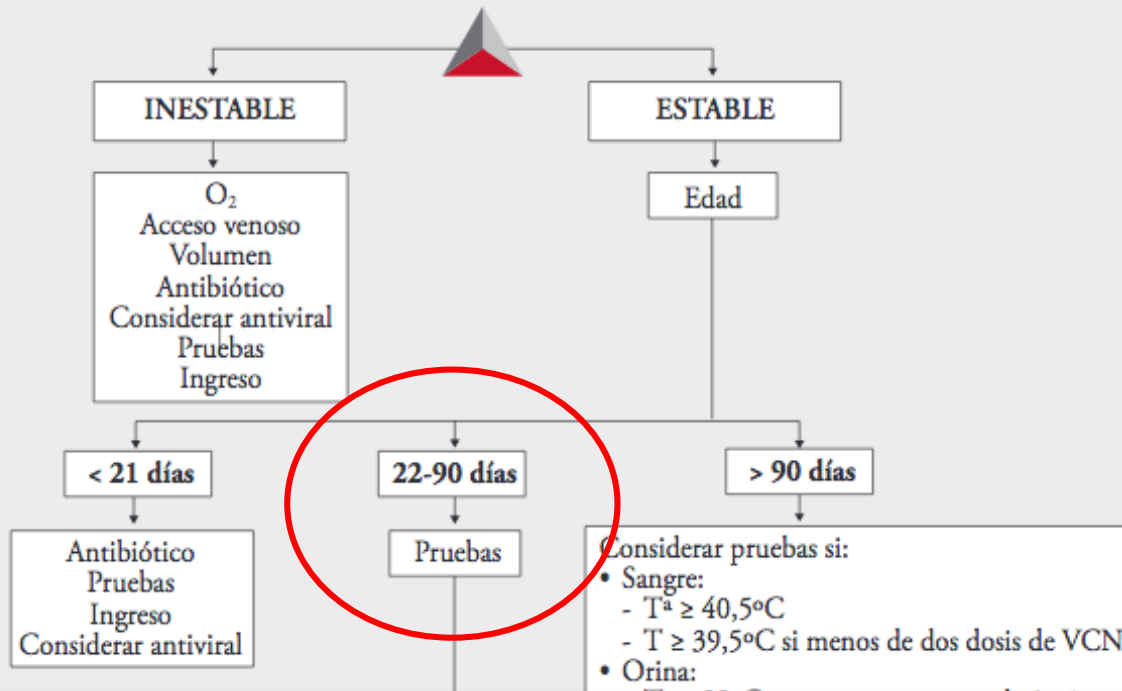 INESTABLE
ESTABLE
O₂
Acceso venoso
Volumen
Antibiótico
Considerar antiviral
Pruebas
Ingreso
Edad
< 21 días
22-90 días
> 90 días
Antibiótico
Pruebas
Ingreso
Considerar antiviral
Pruebas
Considerar pruebas si:
• Sangre:
- Tª ≥ 40,5ºC
- T ≥ 39,5ºC si menos de dos dosis de VCN
• Orina: